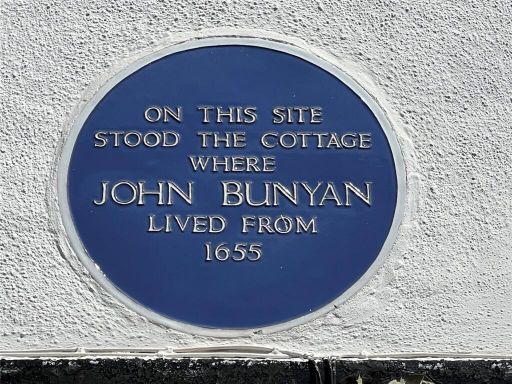 ON THIS SITE
STOOD THE COTTAGE
WHERE
JOHN BUNYAN
LIVED FROM
1655